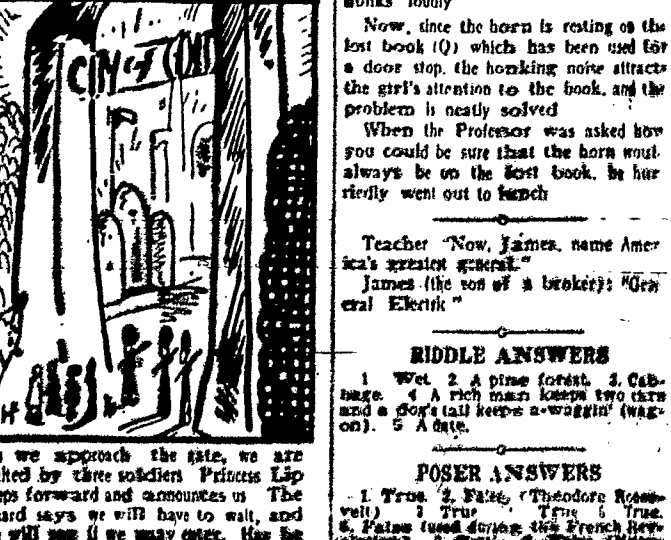 CITY of
Now, since the horn is resting on the
lost book (Q) which has been used for
a door stop, the honking noise attracts
the girl's attention to the book, and the
problem is neatly solved
When the Professor was asked how
you could be sure that the horn woul
always be on the lost book, he hur
riedly went out to lunch
Teacher "Now, James, name Amer
ica's greatest general."
James (the son of a broker): "Gen
eral Electric "
RIDDLE ANSWERS
1 Wet. 2 A pine forest. 3. Cab-
bage. 4 A rich man keeps two cars
and a dog's tail keeps a-waggin' (wag-
on). 5 A date.
POSER ANSWERS
1. True. 2. False, (Theodore Roose-
velt) 3 True True 5 True.
6. False (used during the French Rev-
we approach the gate, we are
by three soldiers Princess Lip
forward and announces us The
says we will have to wait, and
will see if we may enter. Has he